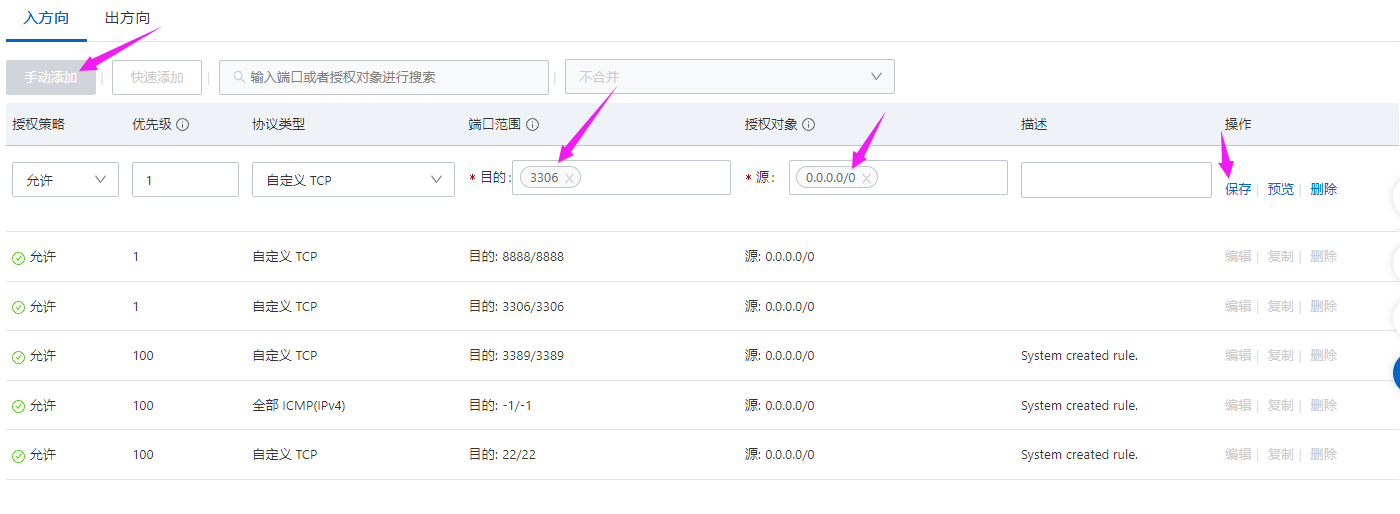 入方向 出方向
手动添加 | 快速添加 | 输入端口或者授权对象进行搜索 | 不合并
授权策略 优先级 协议类型 端口范围 授权对象 描述 操作
允许 1 自定义 TCP * 目的: 3306 * 源: 0.0.0.0/0 保存 | 预览 | 删除
允许 1 自定义 TCP 目的: 8888/8888 源: 0.0.0.0/0 编辑 | 复制 | 删除
允许 1 自定义 TCP 目的: 3306/3306 源: 0.0.0.0/0 编辑 | 复制 | 删除
允许 100 自定义 TCP 目的: 3389/3389 源: 0.0.0.0/0 System created rule. 编辑 | 复制 | 删除
允许 100 全部 ICMP(IPv4) 目的: -1/-1 源: 0.0.0.0/0 System created rule. 编辑 | 复制 | 删除
允许 100 自定义 TCP 目的: 22/22 源: 0.0.0.0/0 System created rule. 编辑 | 复制 | 删除